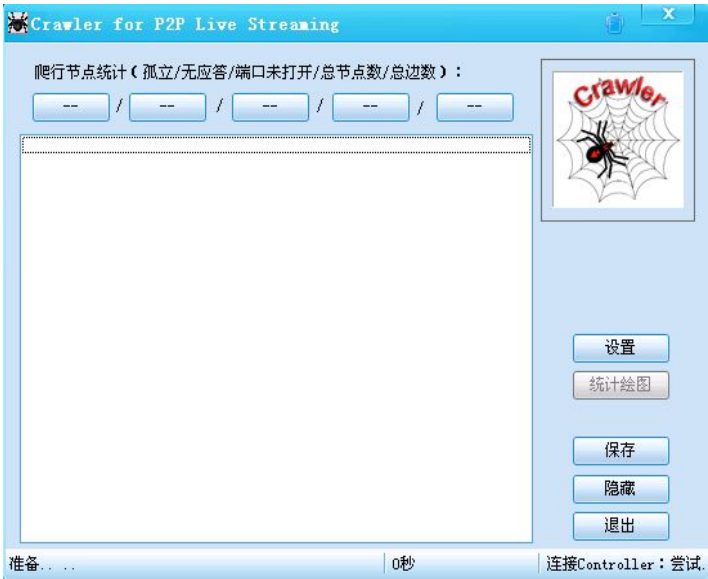 Crawler for P2P Live Streaming
x
爬行节点统计(孤立/无应答/端口未打开/总节点数/总边数):
-- / -- / -- / -- / --
Crawler
设置
统计绘图
保存
隐藏
退出
准备.. .. 0秒 连接Controller:尝试.